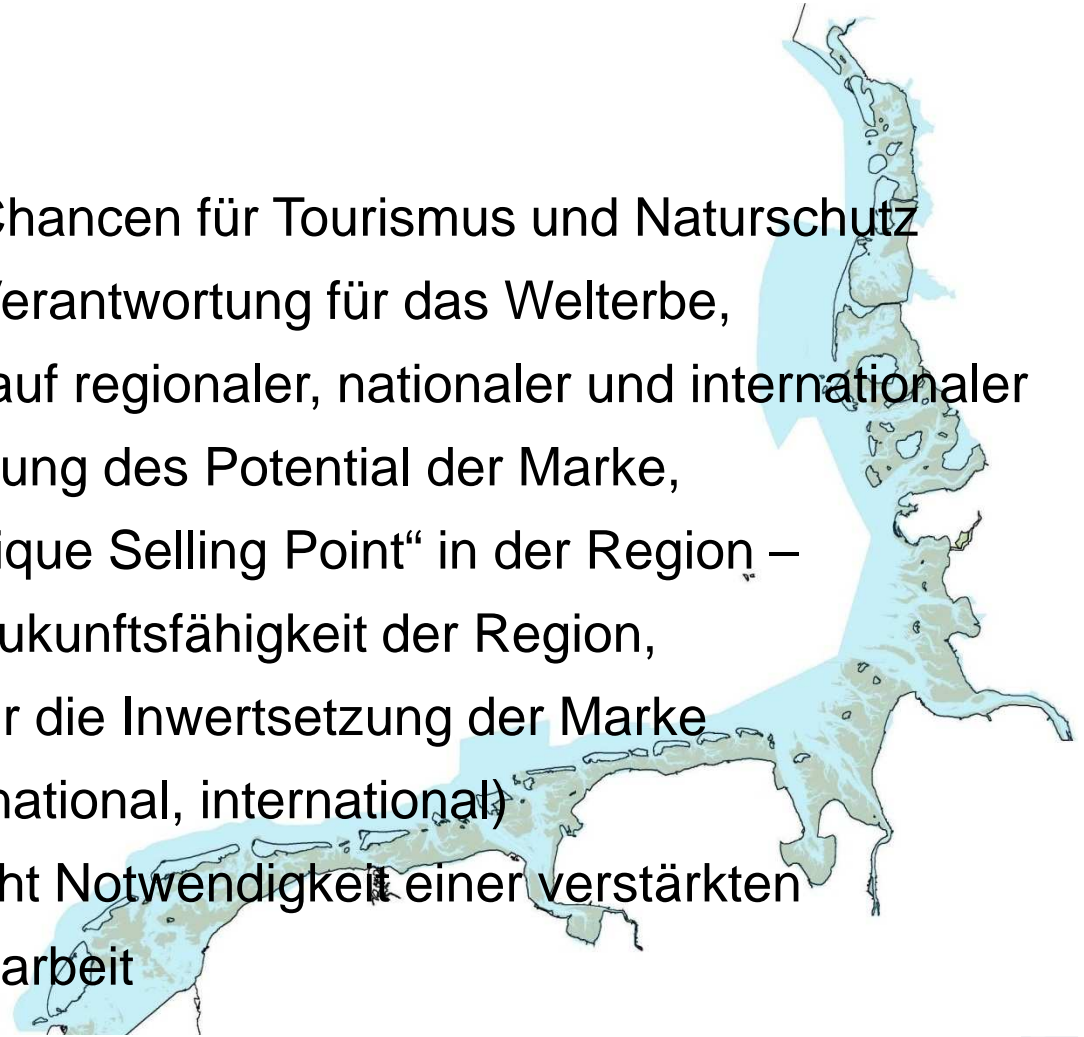 Chancen für Tourismus und Naturschutz
Verantwortung für das Welterbe,
auf regionaler, nationaler und internationaler
ung des Potential der Marke,
ique Selling Point“ in der Region –
ukunftsfähigkeit der Region,
r die Inwertsetzung der Marke
national, international)
ht Notwendigkeit einer verstärkten
arbeit